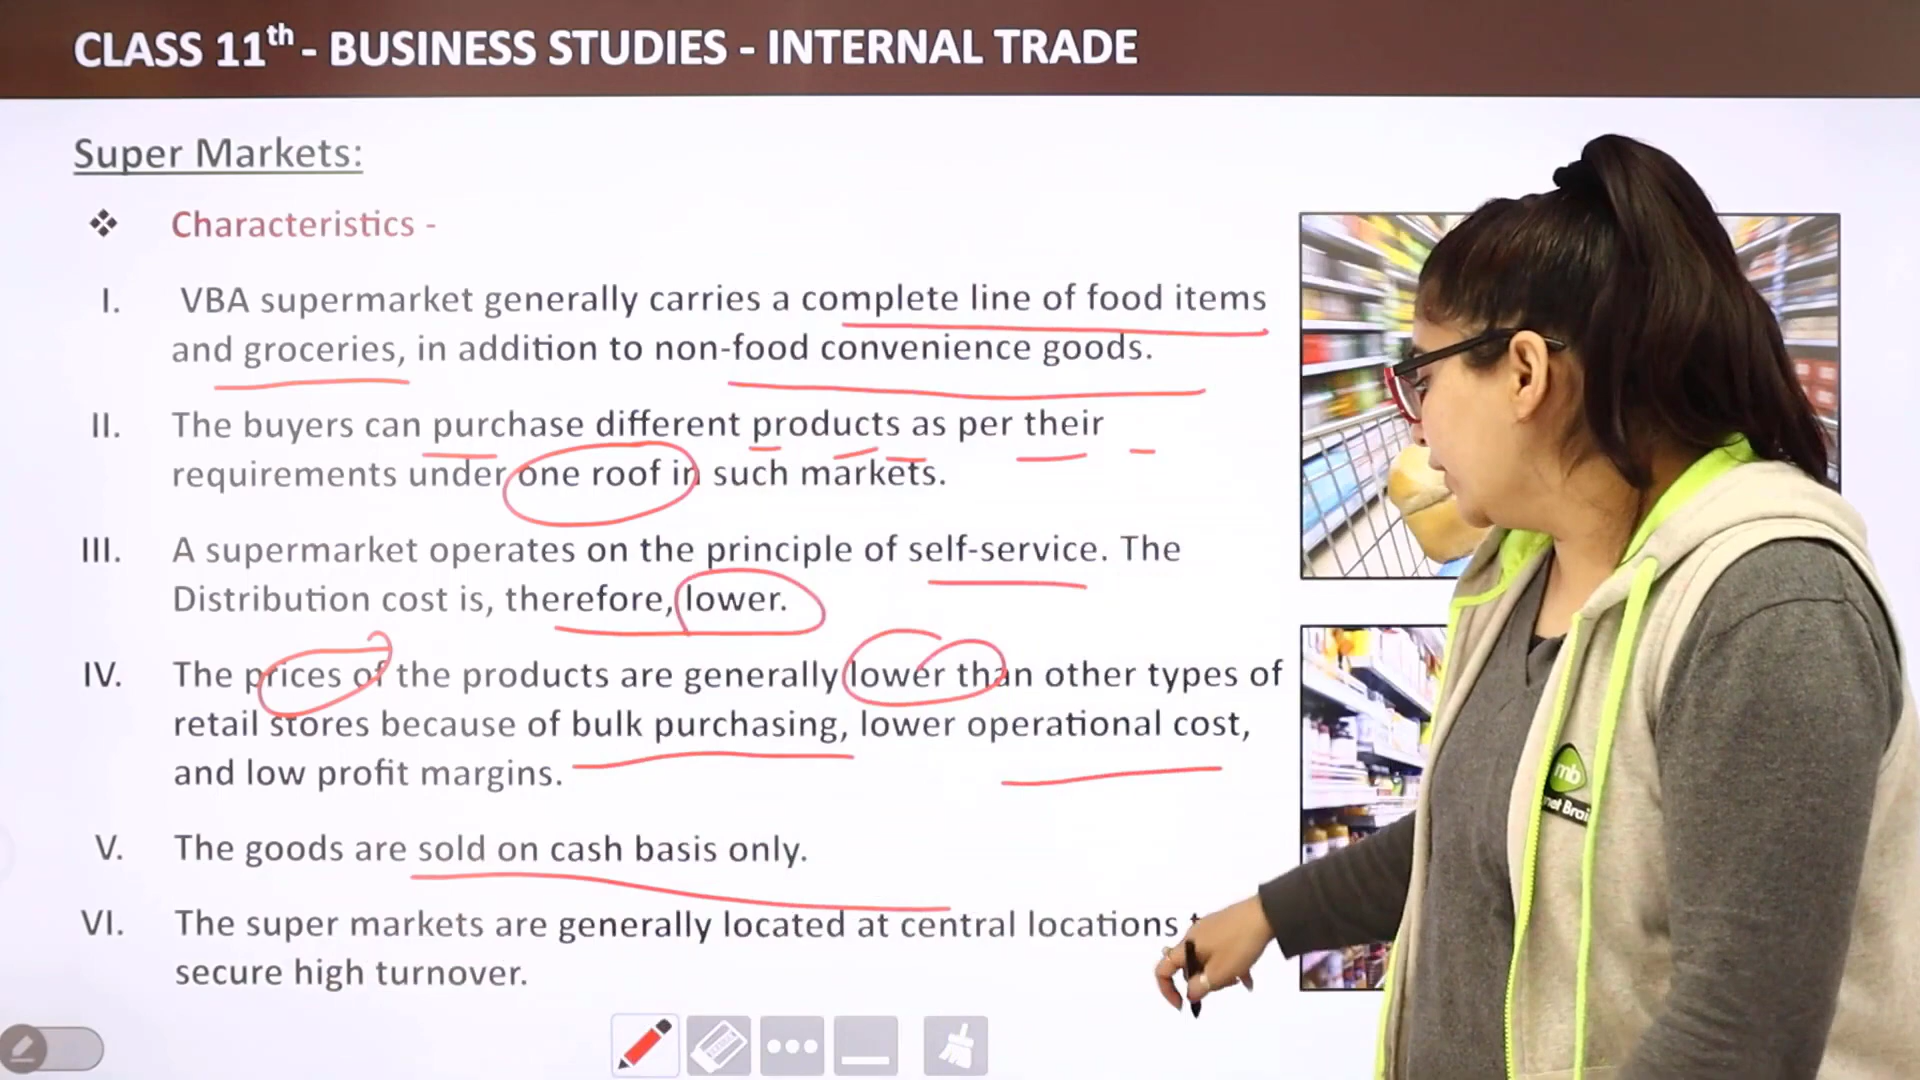 CLASS 11th - BUSINESS STUDIES - INTERNAL TRADE
Super Markets:
❖ Characteristics -
I. VBA supermarket generally carries a complete line of food items
and groceries, in addition to non-food convenience goods.
II. The buyers can purchase different products as per their
requirements under one roof in such markets.
III. A supermarket operates on the principle of self-service. The
Distribution cost is, therefore, lower.
IV. The prices of the products are generally lower than other types of
retail stores because of bulk purchasing, lower operational cost,
and low profit margins.
V. The goods are sold on cash basis only.
VI. The super markets are generally located at central locations
secure high turnover.
mb